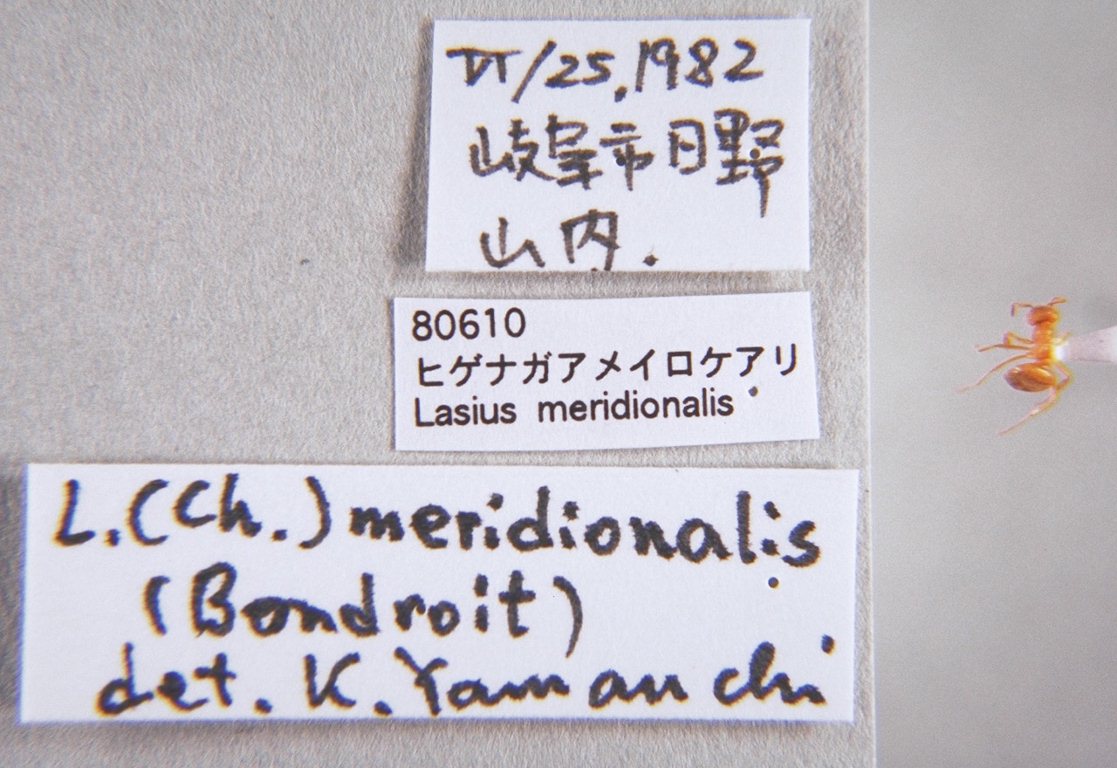 Ⅵ/25.1982
岐阜市日野
山内.
80610
ヒゲナガアメイロケアリ
Lasius meridionalis
L.(Ch.) meridionalis
(Bondroit)
det. K. Yamauchi